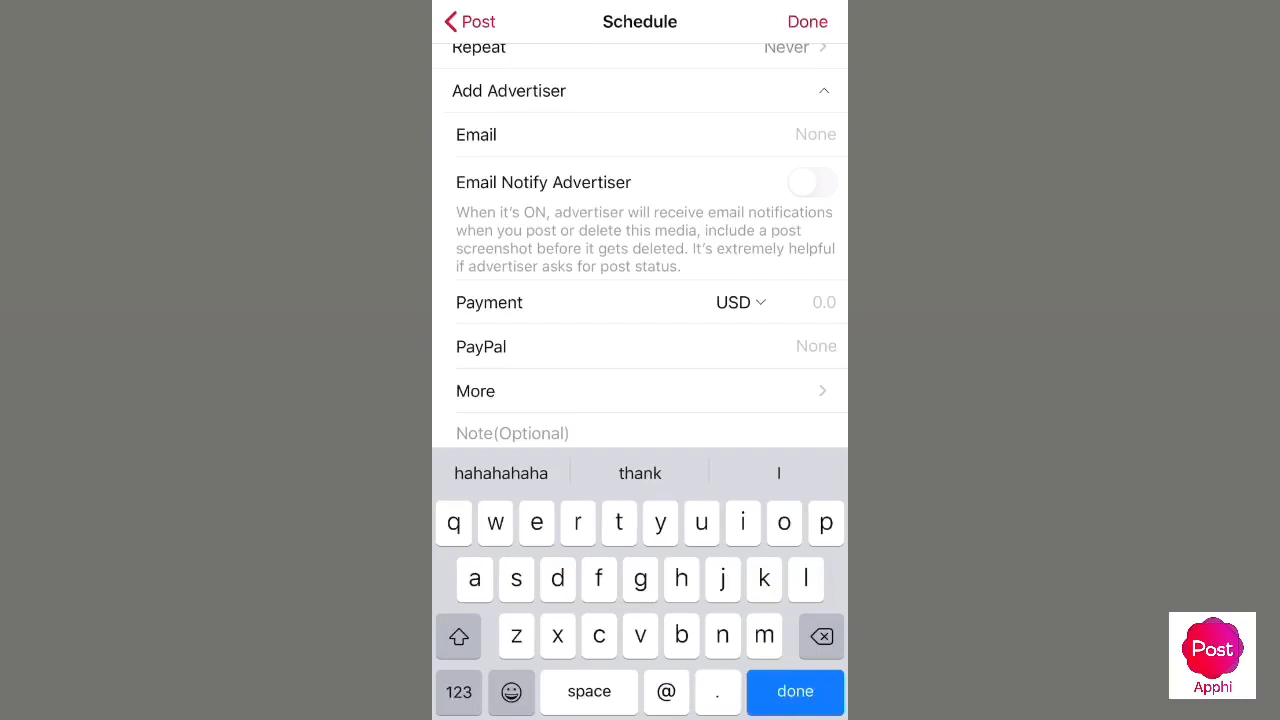 Post
Schedule
Done
Repeat
Never
Add Advertiser
Email
None
Email Notify Advertiser
When it's ON, advertiser will receive email notifications
when you post or delete this media, include a post
screenshot before it gets deleted. It's extremely helpful
if advertiser asks for post status.
Payment
USD
0.0
PayPal
None
More
Note(Optional)
hahahahaha
thank
I
q w e r t y u i o p
a s d f g h j k l
z x c v b n m
123
space
@
.
done
Post
Apphi